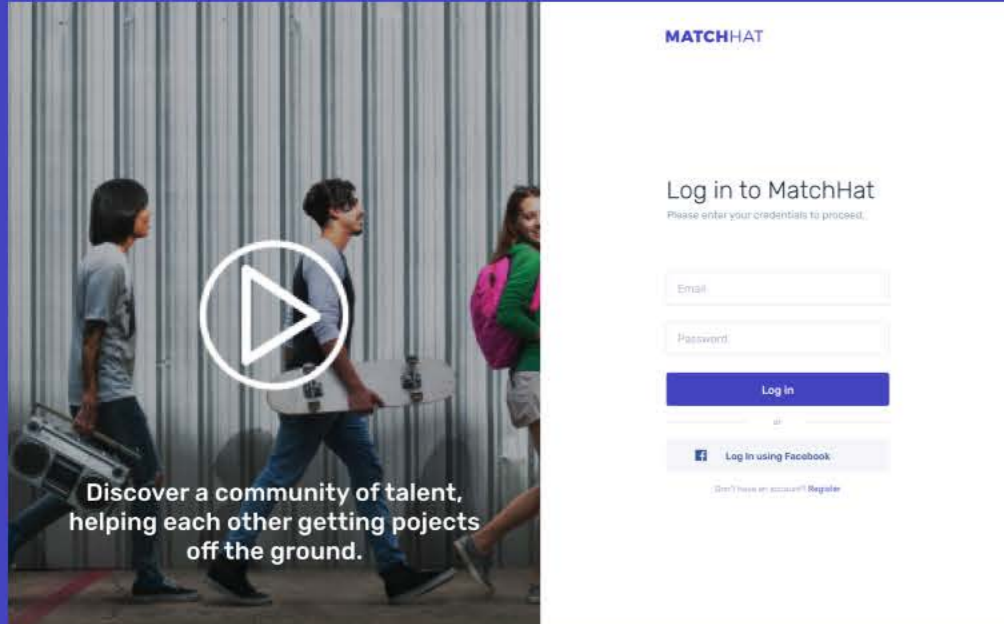 MATCHHAT
Log in to MatchHat
Please enter your credentials to proceed.
Email
Password
Log in
or
Log In using Facebook
Don't have an account? Register
Discover a community of talent,
helping each other getting pojects
off the ground.